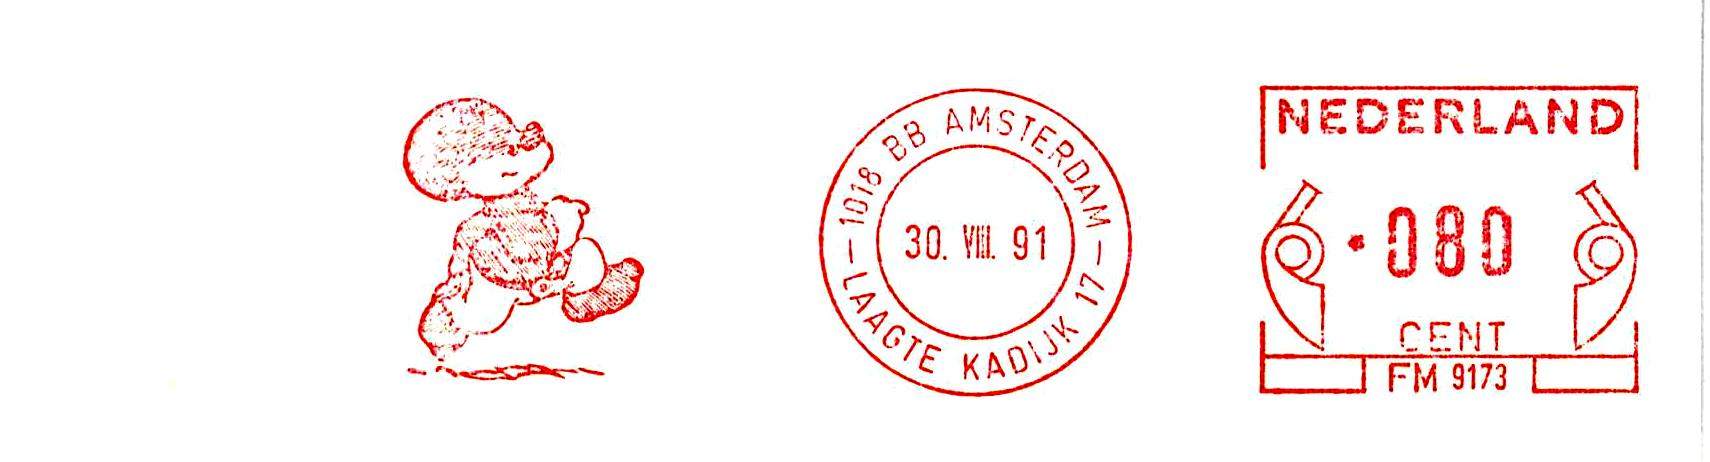 1018 BB AMSTERDAM
LAAGTE KADIJK 17
30. VIII. 91
NEDERLAND
080
CENT
FM 9173